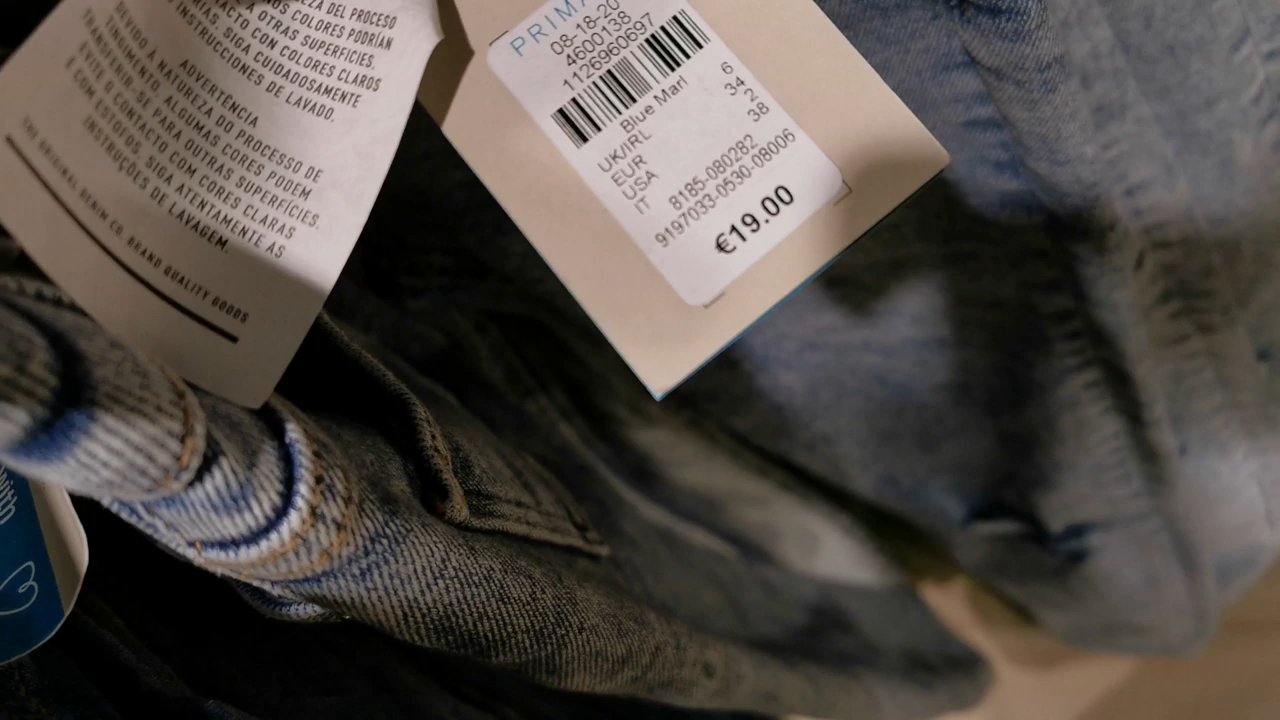 EZA DEL PROCESO
OS COLORES PODRÍAN
ACTO CON COLORES CLAROS
INSTRUCCIONES DE LAVADO.
ADVERTÊNCIA
DEVIDO À NATUREZA DO PROCESSO DE
TINGIMENTO, ALGUMAS CORES PODEM
TRANSFERIR-SE PARA OUTRAS SUPERFÍCIES.
EVITE O CONTACTO COM CORES CLARAS
E COM ESTOFOS. SIGA ATENTAMENTE AS
INSTRUÇÕES DE LAVAGEM.
THE ORIGINAL DENIM CO. BRAND QUALITY GOODS
PRIMA
08-18-20
4600138
1126960697
Blue Marl
UK/IRL 6
EUR 34
USA 2
IT 38
8185-080282
9197033-0530-08006
€19.00